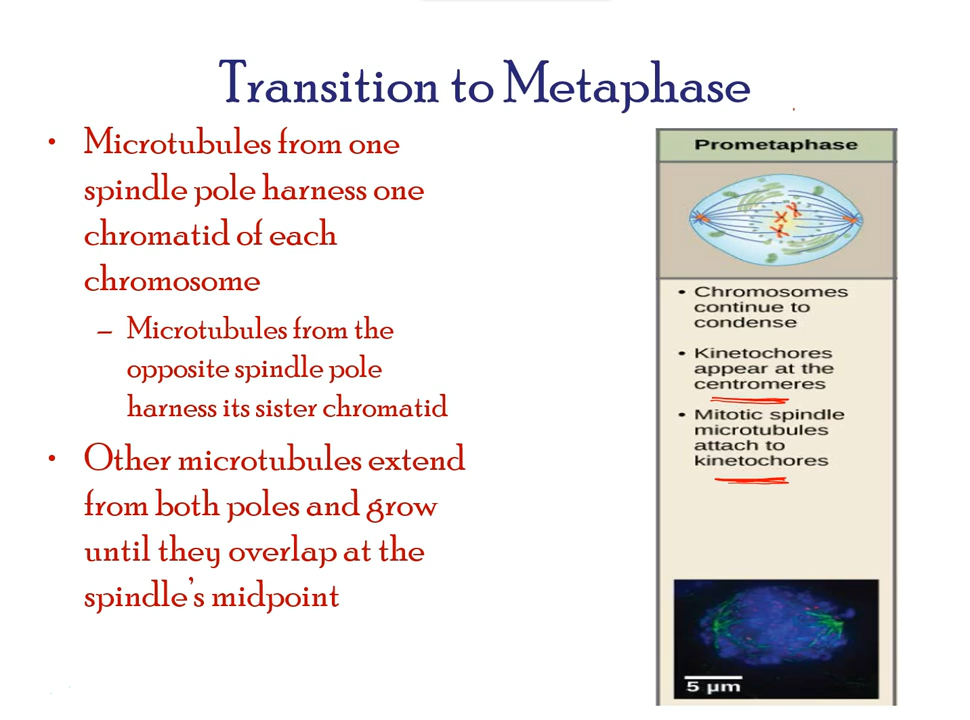 Transition to Metaphase
• Microtubules from one
spindle pole harness one
chromatid of each
chromosome
– Microtubules from the
opposite spindle pole
harness its sister chromatid
• Other microtubules extend
from both poles and grow
until they overlap at the
spindle's midpoint
Prometaphase
• Chromosomes
continue to
condense
• Kinetochores
appear at the
centromeres
• Mitotic spindle
microtubules
attach to
kinetochores
5 µm